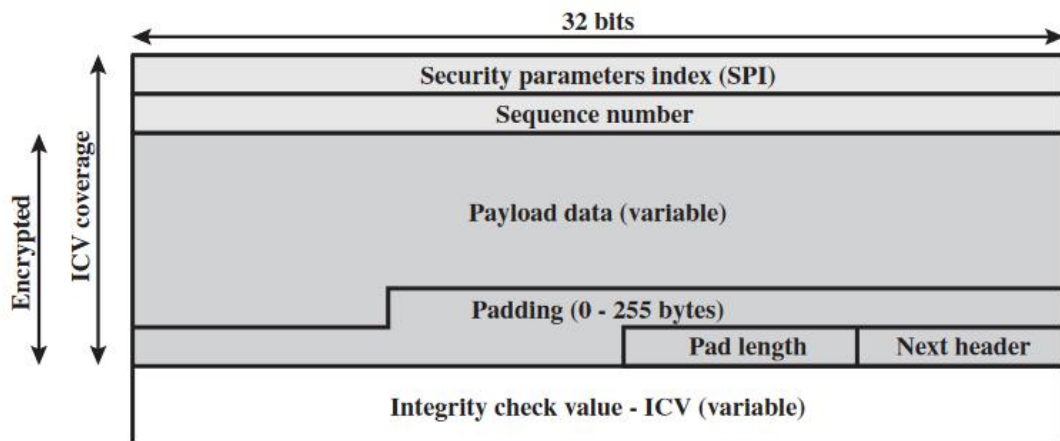 32 bits
Security parameters index (SPI)
Sequence number
Encrypted
ICV coverage
Payload data (variable)
Padding (0 - 255 bytes)
Pad length
Next header
Integrity check value - ICV (variable)